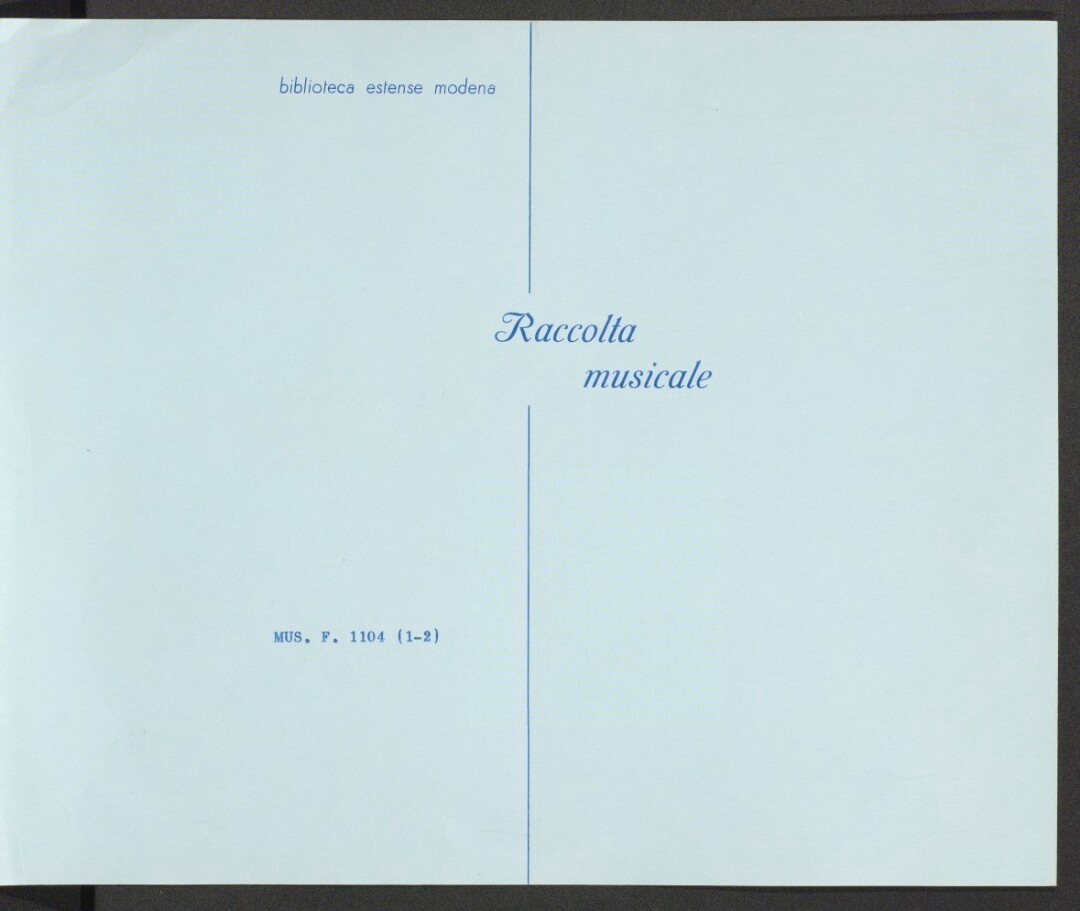 biblioteca estense modena
Raccolta
musicale
MUS. F. 1104 (1-2)